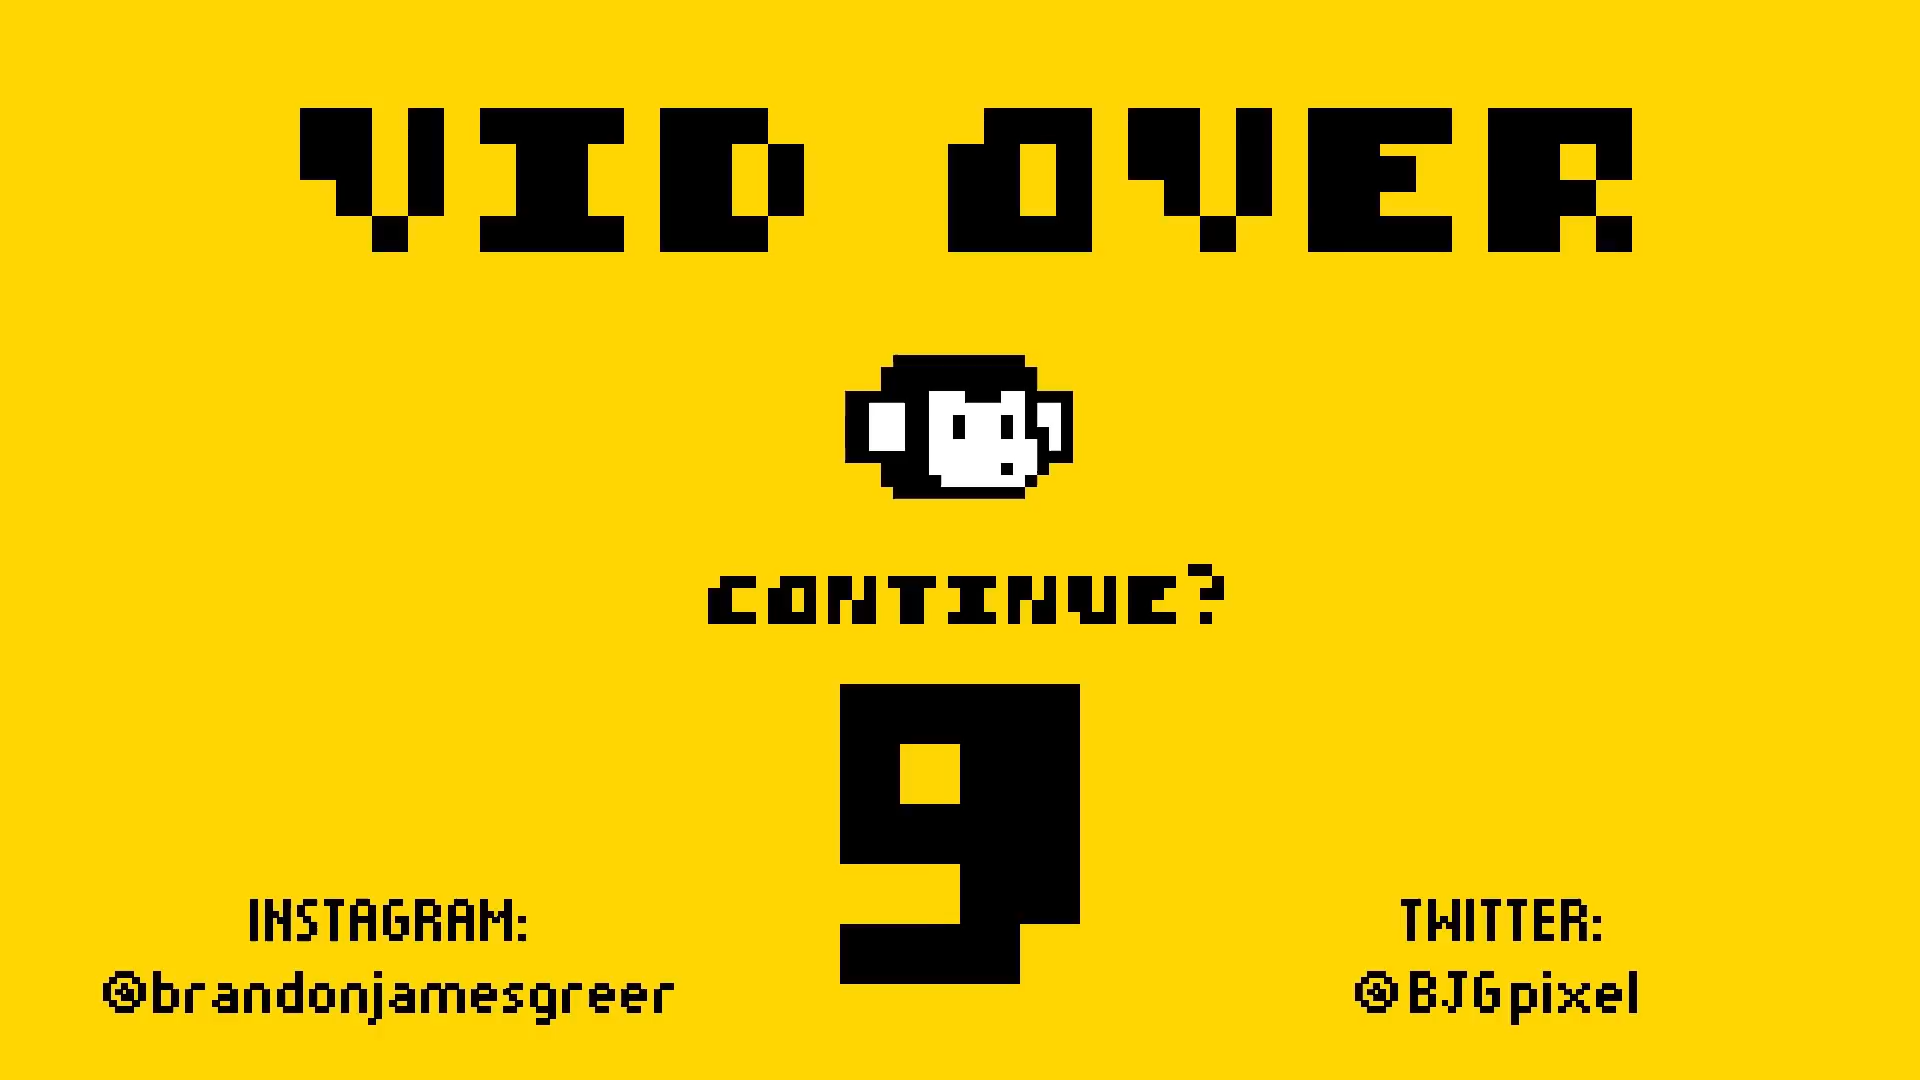 VID OVER
CONTINUE?
9
INSTAGRAM:
@brandonjamesgreer
TWITTER:
@BJGpixel